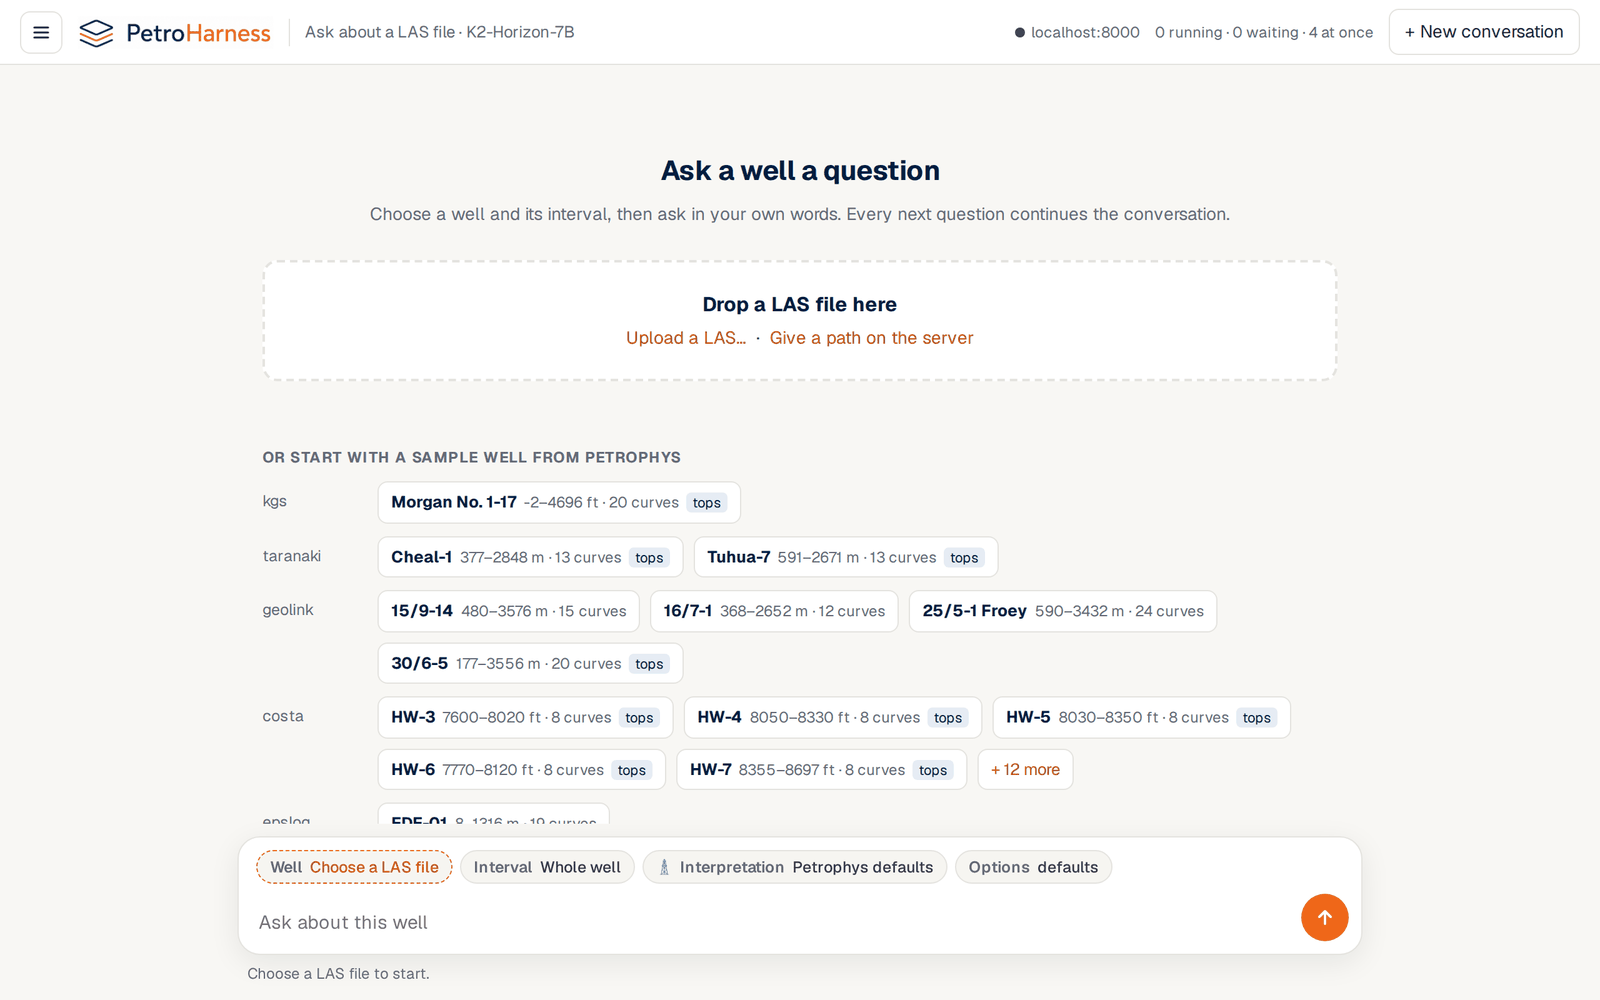 PetroHarness
Ask about a LAS file · K2-Horizon-7B
localhost:8000 0 running · 0 waiting · 4 at once
+ New conversation
Ask a well a question
Choose a well and its interval, then ask in your own words. Every next question continues the conversation.
Drop a LAS file here
Upload a LAS... · Give a path on the server
OR START WITH A SAMPLE WELL FROM PETROPHYS
kgs Morgan No. 1-17 -2–4696 ft · 20 curves tops
taranaki Cheal-1 377–2848 m · 13 curves tops Tuhua-7 591–2671 m · 13 curves tops
geolink 15/9-14 480–3576 m · 15 curves 16/7-1 368–2652 m · 12 curves 25/5-1 Froey 590–3432 m · 24 curves
30/6-5 177–3556 m · 20 curves tops
costa HW-3 7600–8020 ft · 8 curves tops HW-4 8050–8330 ft · 8 curves tops HW-5 8030–8350 ft · 8 curves tops
HW-6 7770–8120 ft · 8 curves tops HW-7 8355–8697 ft · 8 curves tops + 12 more
epslog EDE-01 8–1316 m · 19 curves
Well Choose a LAS file Interval Whole well Interpretation Petrophys defaults Options defaults
Ask about this well
Choose a LAS file to start.